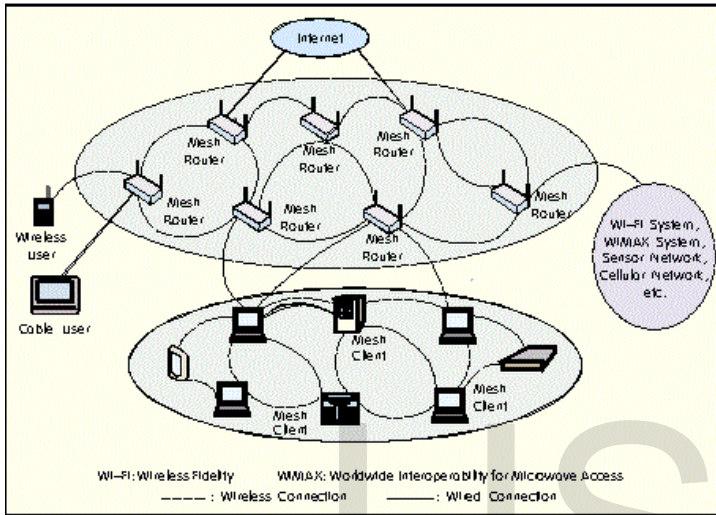 Internet
Mesh
Router
Mesh
Router
Mesh
Router
Mesh
Router
Mesh
Router
Mesh
Router
Mesh
Router
Wireless
user
Cable user
WI-FI System,
WIMAX System,
Sensor Network,
Cellular Network,
etc.
Mesh
Client
Mesh
Client
Mesh
Client
WI-FI: Wireless Fidelity WIMAX: Worldwide Interoperability for Microwave Access
: Wireless Connection : Wired Connection